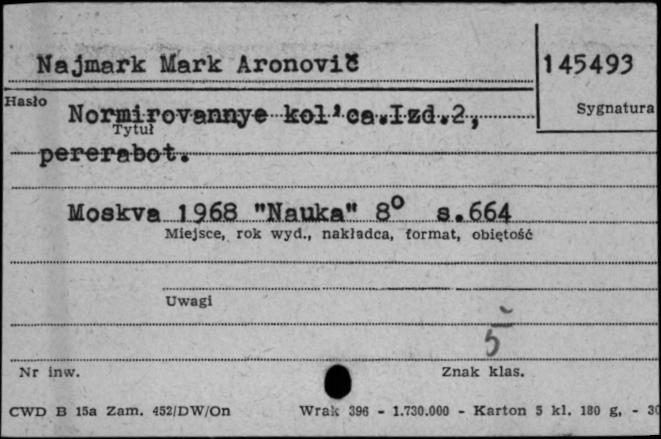 Najmark Mark Aronovič 145493
Hasło Sygnatura
Normirovannye kol'ca.Izd.2,
Tytuł
pererabot.
Moskva 1968 "Nauka" 8° s.664
Miejsce, rok wyd., nakładca, format, objętość
Uwagi
5
Nr inw. Znak klas.
CWD B 15a Zam. 452/DW/On Wrak 396 - 1.730.000 - Karton 5 kl. 180 g, - 30